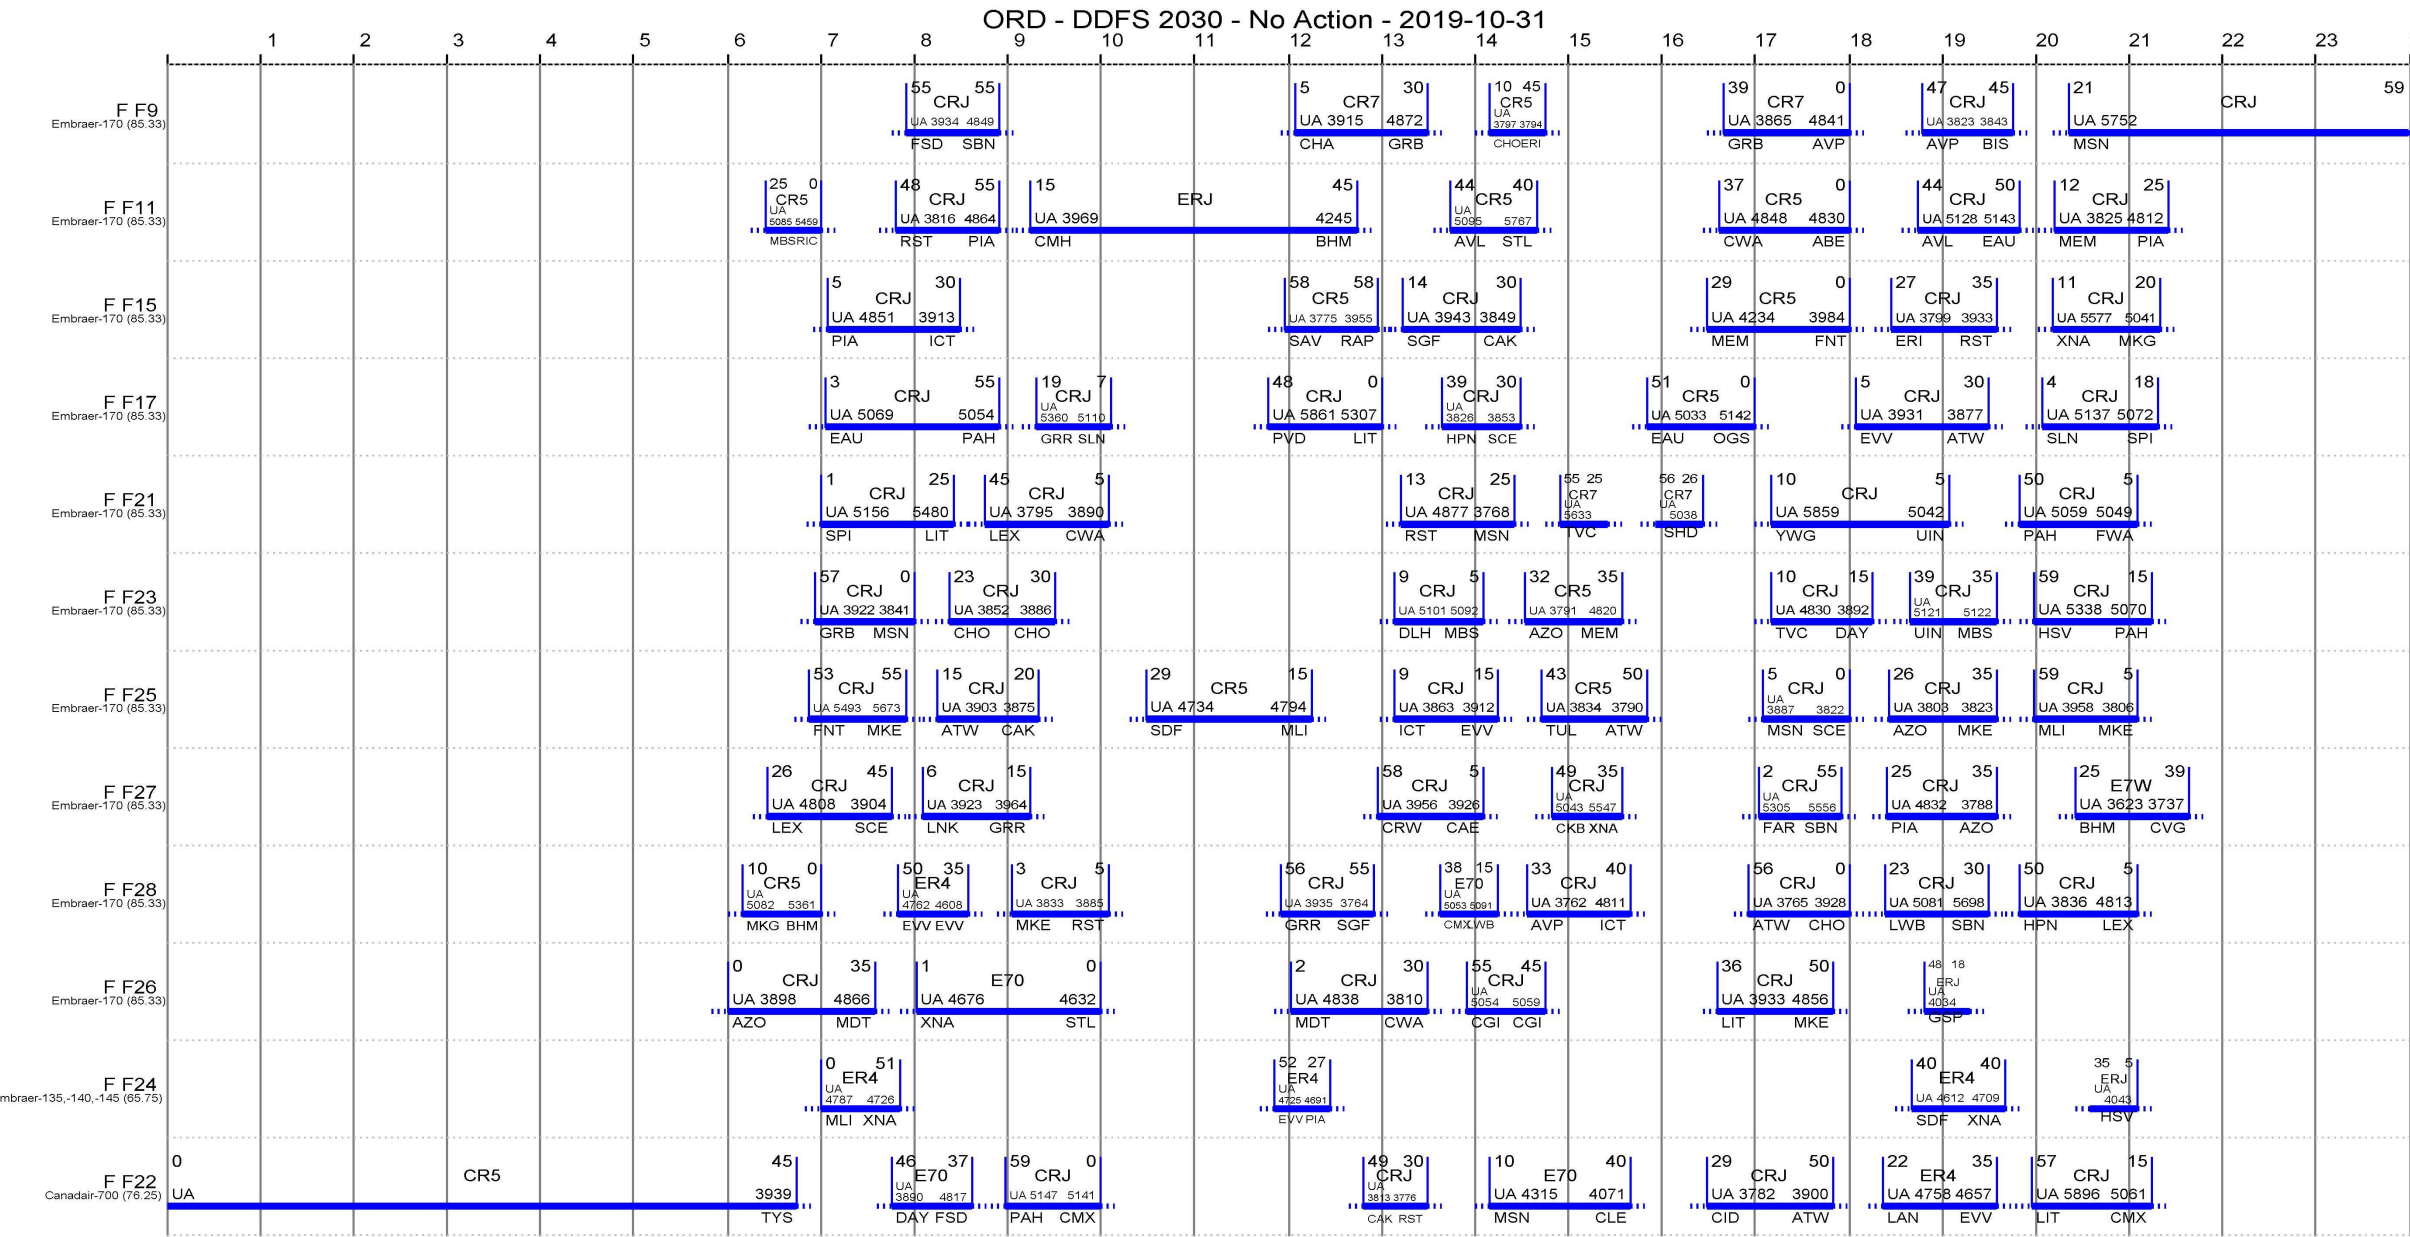 ORD - DDFS 2030 - No Action - 2019-10-31
1 2 3 4 5 6 7 8 9 10 11 12 13 14 15 16 17 18 19 20 21 22 23
55 55 5 30 10 45 39 0 47 45 21 59
F F9 CRJ CR7 CR5 CR7 CRJ CRJ
Embraer-170 (85.33) UA 3934 4849 UA 3915 4872 UA 3797 3794 UA 3865 4841 UA 3823 3843 UA 5752
FSD SBN CHA GRB CHO ERI GRB AVP AVP BIS MSN
25 0 48 55 15 45 44 40 37 0 44 50 12 25
F F11 CR5 CRJ ERJ CR5 CR5 CRJ CRJ
Embraer-170 (85.33) UA 5085 5459 UA 3816 4864 UA 3969 4245 UA 5095 5767 UA 4848 4830 UA 5128 5143 UA 3825 4812
MBS RIC RST PIA CMH BHM AVL STL CWA ABE AVL EAU MEM PIA
5 30 58 58 14 30 29 0 27 35 11 20
F F15 CRJ CR5 CRJ CR5 CRJ CRJ
Embraer-170 (85.33) UA 4851 3913 UA 3775 3955 UA 3943 3849 UA 4234 3984 UA 3799 3933 UA 5577 5041
PIA ICT SAV RAP SGF CAK MEM FNT ERI RST XNA MKG
3 55 19 7 48 0 39 30 51 0 5 30 4 18
F F17 CRJ CRJ CRJ CRJ CR5 CRJ CRJ
Embraer-170 (85.33) UA 5069 5054 UA 5360 5110 UA 5861 5307 UA 3826 3853 UA 5033 5142 UA 3931 3877 UA 5137 5072
EAU PAH GRR SLN PVD LIT HPN SCE EAU OGS EVV ATW SLN SPI
1 25 45 5 13 25 55 25 56 26 10 5 50 5
F F21 CRJ CRJ CRJ CR7 CR7 CRJ CRJ
Embraer-170 (85.33) UA 5156 5480 UA 3795 3890 UA 4877 3768 UA 5633 UA 5038 UA 5859 5042 UA 5059 5049
SPI LIT LEX CWA RST MSN TVC SHD YWG UIN PAH FWA
57 0 23 30 9 5 32 35 10 15 39 35 59 15
F F23 CRJ CRJ CRJ CR5 CRJ CRJ CRJ
Embraer-170 (85.33) UA 3922 3841 UA 3852 3886 UA 5101 5092 UA 3791 4820 UA 4830 3892 UA 5121 5122 UA 5338 5070
GRB MSN CHO CHO DLH MBS AZO MEM TVC DAY UIN MBS HSV PAH
53 55 15 20 29 15 9 15 43 50 5 0 26 35 59 5
F F25 CRJ CRJ CR5 CRJ CR5 CRJ CRJ CRJ
Embraer-170 (85.33) UA 5493 5673 UA 3903 3875 UA 4734 4794 UA 3863 3912 UA 3834 3790 UA 3887 3822 UA 3803 3823 UA 3958 3806
FNT MKE ATW CAK SDF MLI ICT EVV TUL ATW MSN SCE AZO MKE MLI MKE
26 45 6 15 58 5 49 35 2 55 25 35 25 39
F F27 CRJ CRJ CRJ CRJ CRJ CRJ E7W
Embraer-170 (85.33) UA 4808 3904 UA 3923 3964 UA 3956 3926 UA 5043 5547 UA 5305 5556 UA 4832 3788 UA 3623 3737
LEX SCE LNK GRR CRW CAE CKB XNA FAR SBN PIA AZO BHM CVG
10 0 50 35 3 5 56 55 38 15 33 40 56 0 23 30 50 5
F F28 CR5 ER4 CRJ CRJ E70 CRJ CRJ CRJ CRJ
Embraer-170 (85.33) UA 5082 5361 UA 4762 4608 UA 3833 3885 UA 3935 3764 UA 5053 5091 UA 3762 4811 UA 3765 3928 UA 5081 5698 UA 3836 4813
MKG BHM EVV EVV MKE RST GRR SGF CMX LWB AVP ICT ATW CHO LWB SBN HPN LEX
0 35 1 0 2 30 55 45 36 50 48 18
F F26 CRJ E70 CRJ CRJ CRJ ERJ
Embraer-170 (85.33) UA 3898 4866 UA 4676 4632 UA 4838 3810 UA 5054 5059 UA 3933 4856 UA 4034
AZO MDT XNA STL MDT CWA CGI CGI LIT MKE GSP
0 51 52 27 40 40 35 5
F F24 ER4 ER4 ER4 ERJ
mbraer-135,-140,-145 (65.75) UA 4787 4726 UA 4725 4691 UA 4612 4709 UA 4043
MLI XNA EVV PIA SDF XNA HSV
0 45 46 37 59 0 49 30 10 40 29 50 22 35 57 15
F F22 CR5 E70 CRJ CRJ E70 CRJ ER4 CRJ
Canadair-700 (76.25) UA 3939 UA 3890 4817 UA 5147 5141 UA 3813 3776 UA 4315 4071 UA 3782 3900 UA 4758 4657 UA 5896 5061
TYS DAY FSD PAH CMX CAK RST MSN CLE CID ATW LAN EVV LIT CMX